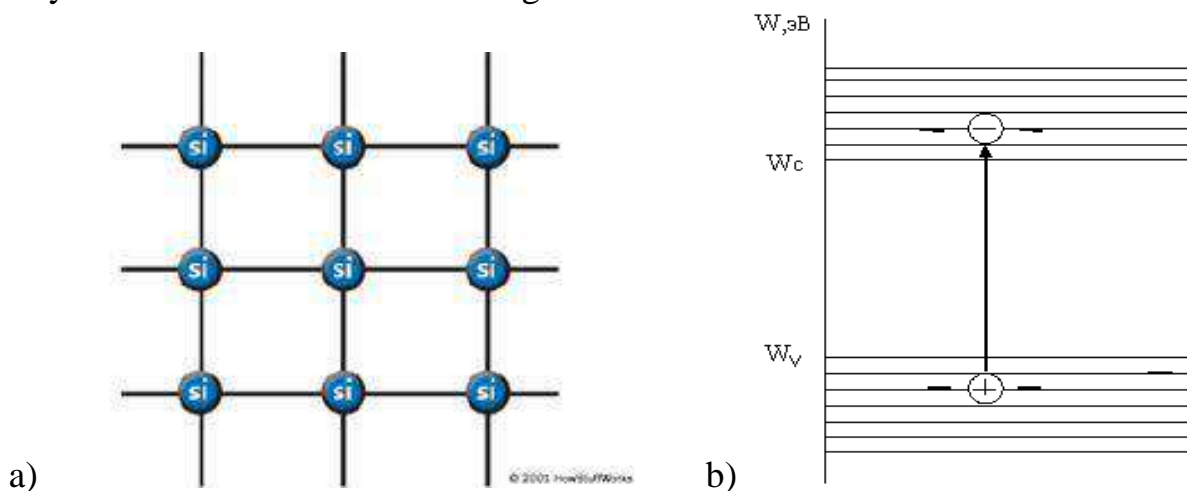 W,эВ
si si si
Wc
si si si
Wv
si si si
a)
© 2001 HowStuffWorks
b)